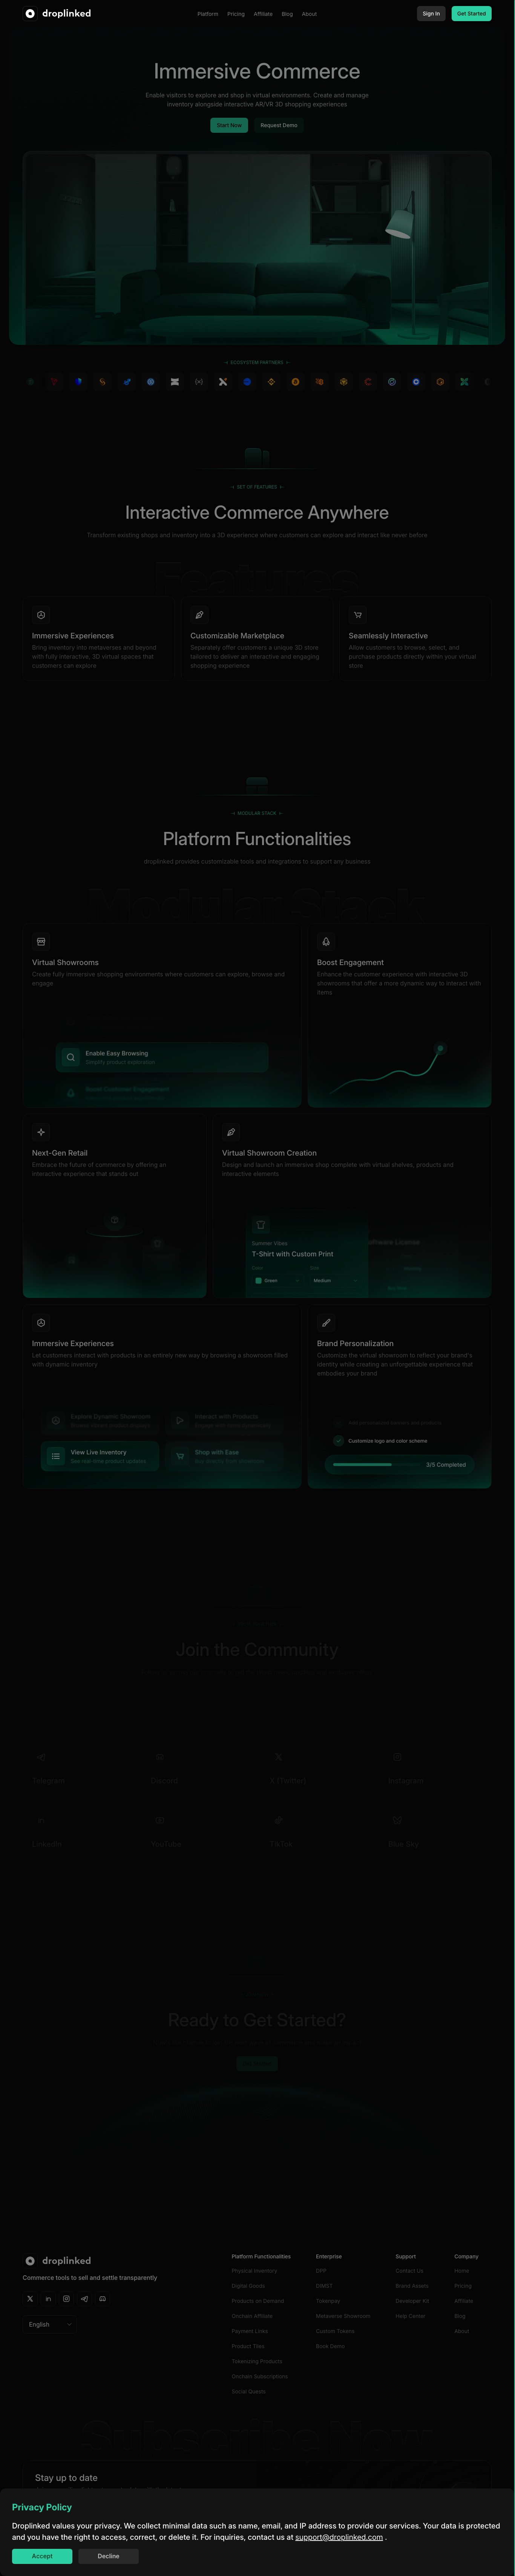 droplinked
Platform
Pricing
Affiliate
Blog
About
Sign In
Get Started
Immersive Commerce
Enable visitors to explore and shop in virtual environments. Create and manage
inventory alongside interactive AR/VR 3D shopping experiences
Start Now
Request Demo
ECOSYSTEM PARTNERS
SET OF FEATURES
Interactive Commerce Anywhere
Transform existing shops and inventory into a 3D experience where customers can explore and interact like never before
Features
Immersive Experiences
Bring inventory into metaverses and beyond
with fully interactive, 3D virtual spaces that
customers can explore
Customizable Marketplace
Separately offer customers a unique 3D store
tailored to deliver an interactive and engaging
shopping experience
Seamlessly Interactive
Allow customers to browse, select, and
purchase products directly within your virtual
store
MODULAR STACK
Platform Functionalities
droplinked provides customizable tools and integrations to support any business
Modular Stack
Virtual Showrooms
Create fully immersive shopping environments where customers can explore, browse and
engage
Enable Easy Browsing
Simplify product exploration
Boost Customer Engagement
Boost Engagement
Enhance the customer experience with interactive 3D
showrooms that offer a more dynamic way to interact with
items
Next-Gen Retail
Embrace the future of commerce by offering an
interactive experience that stands out
Virtual Showroom Creation
Design and launch an immersive shop complete with virtual shelves, products and
interactive elements
Summer Vibes
T-Shirt with Custom Print
Color
Size
Green
Medium
Software License
Immersive Experiences
Let customers interact with products in an entirely new way by browsing a showroom filled
with dynamic inventory
Explore Dynamic Showroom
Interact with Products
View Live Inventory
See real-time product updates
Shop with Ease
Brand Personalization
Customize the virtual showroom to reflect your brand's
identity while creating an unforgettable experience that
embodies your brand
Customize logo and color scheme
3/5 Completed
Join the Community
Telegram
Discord
X (Twitter)
Instagram
LinkedIn
YouTube
TikTok
Blue Sky
Ready to Get Started?
droplinked
Commerce tools to sell and settle transparently
English
Platform Functionalities
Physical Inventory
Digital Goods
Products on Demand
Onchain Affiliate
Payment Links
Product Tiles
Tokenizing Products
Onchain Subscriptions
Social Quests
Enterprise
DPP
D3NGT
Tokenpay
Metaverse Showroom
Custom Tokens
Book Demo
Support
Contact Us
Brand Assets
Developer Kit
Help Center
Company
Home
Pricing
Affiliate
Blog
About
Subscribe Now
Stay up to date
Privacy Policy
Droplinked values your privacy. We collect minimal data such as name, email, and IP address to provide our services. Your data is protected
and you have the right to access, correct, or delete it. For inquiries, contact us at support@droplinked.com .
Accept
Decline